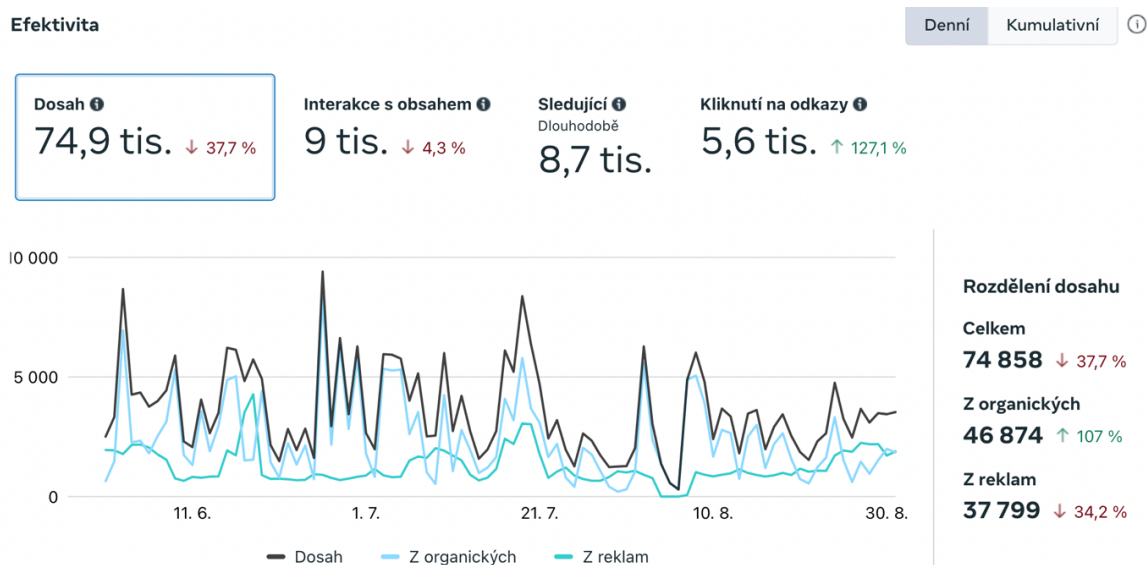 Efektivita
Denní
Kumulativní
Dosah
74,9 tis. ↓ 37,7 %
Interakce s obsahem
9 tis. ↓ 4,3 %
Sledující
Dlouhodobě
8,7 tis.
Kliknutí na odkazy
5,6 tis. ↑ 127,1 %
10 000
5 000
0
11. 6.
1. 7.
21. 7.
10. 8.
30. 8.
Dosah
Z organických
Z reklam
Rozdělení dosahu
Celkem
74 858 ↓ 37,7 %
Z organických
46 874 ↑ 107 %
Z reklam
37 799 ↓ 34,2 %